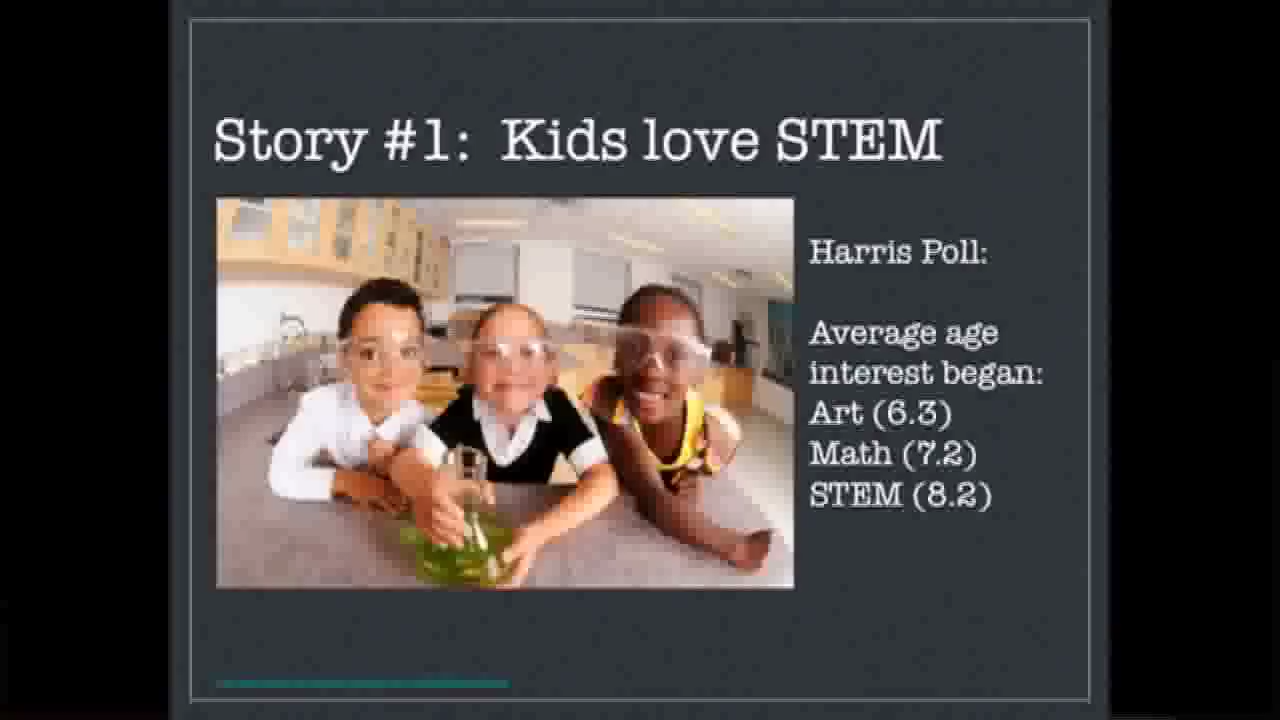 Story #1: Kids love STEM
Harris Poll:
Average age
interest began:
Art (6.3)
Math (7.2)
STEM (8.2)